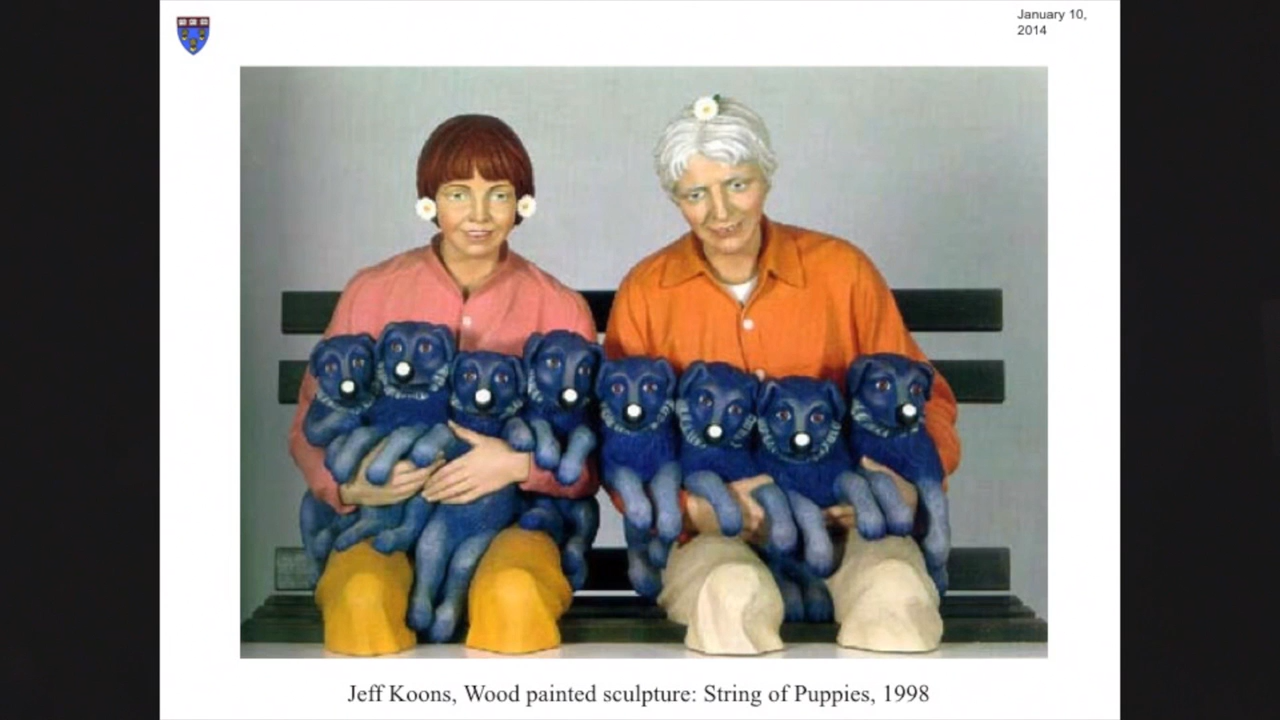 January 10,
2014
Jeff Koons, Wood painted sculpture: String of Puppies, 1998